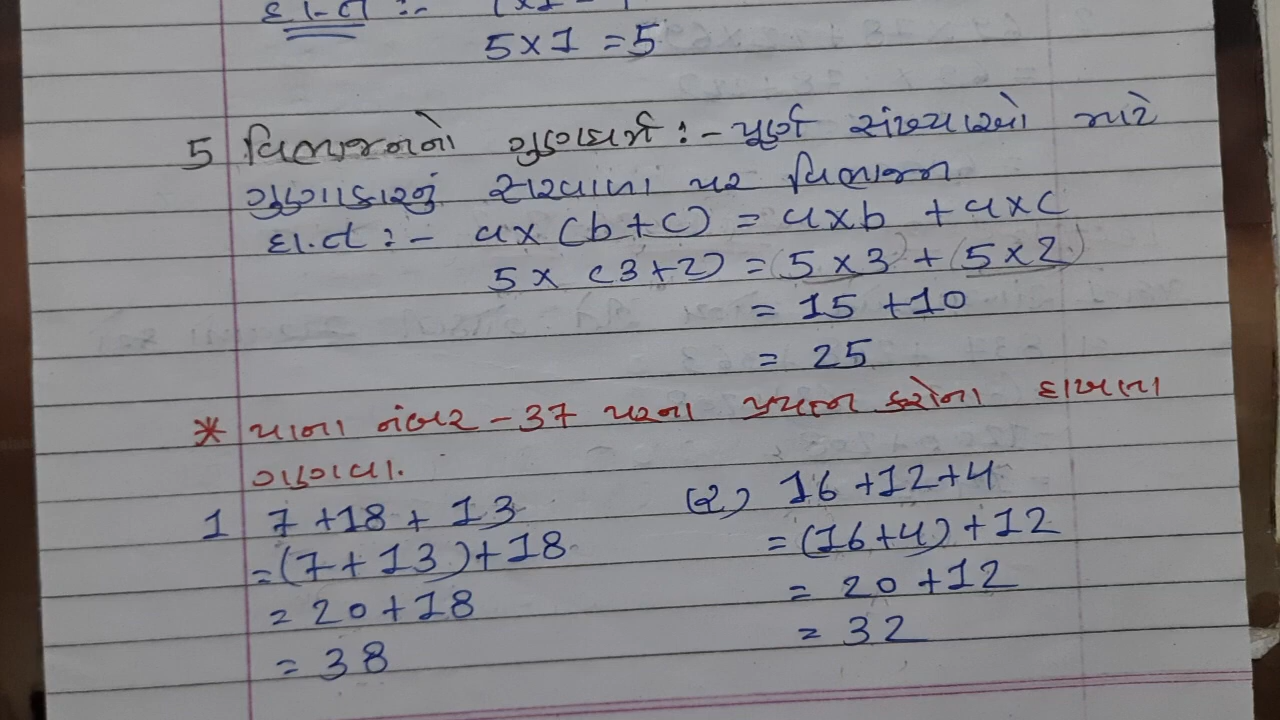 દા.ત :-
5 x 1 = 5
5 વિભાજનનો ગુણધર્મ :- પૂર્ણ સંખ્યાઓ માટે
ગુણાકારનું સરવાળા પર વિભાજન
દા.ત :- a x (b + c) = a x b + a x c
5 x (3 + 2) = (5 x 3) + (5 x 2)
= 15 + 10
= 25
* પાના નંબર - 37 પરના પ્રયત્ન કરોના દાખલા
ગણવા.
1 7 + 18 + 13
= (7 + 13) + 18
= 20 + 18
= 38
(૨) 16 + 12 + 4
= (16 + 4) + 12
= 20 + 12
= 32